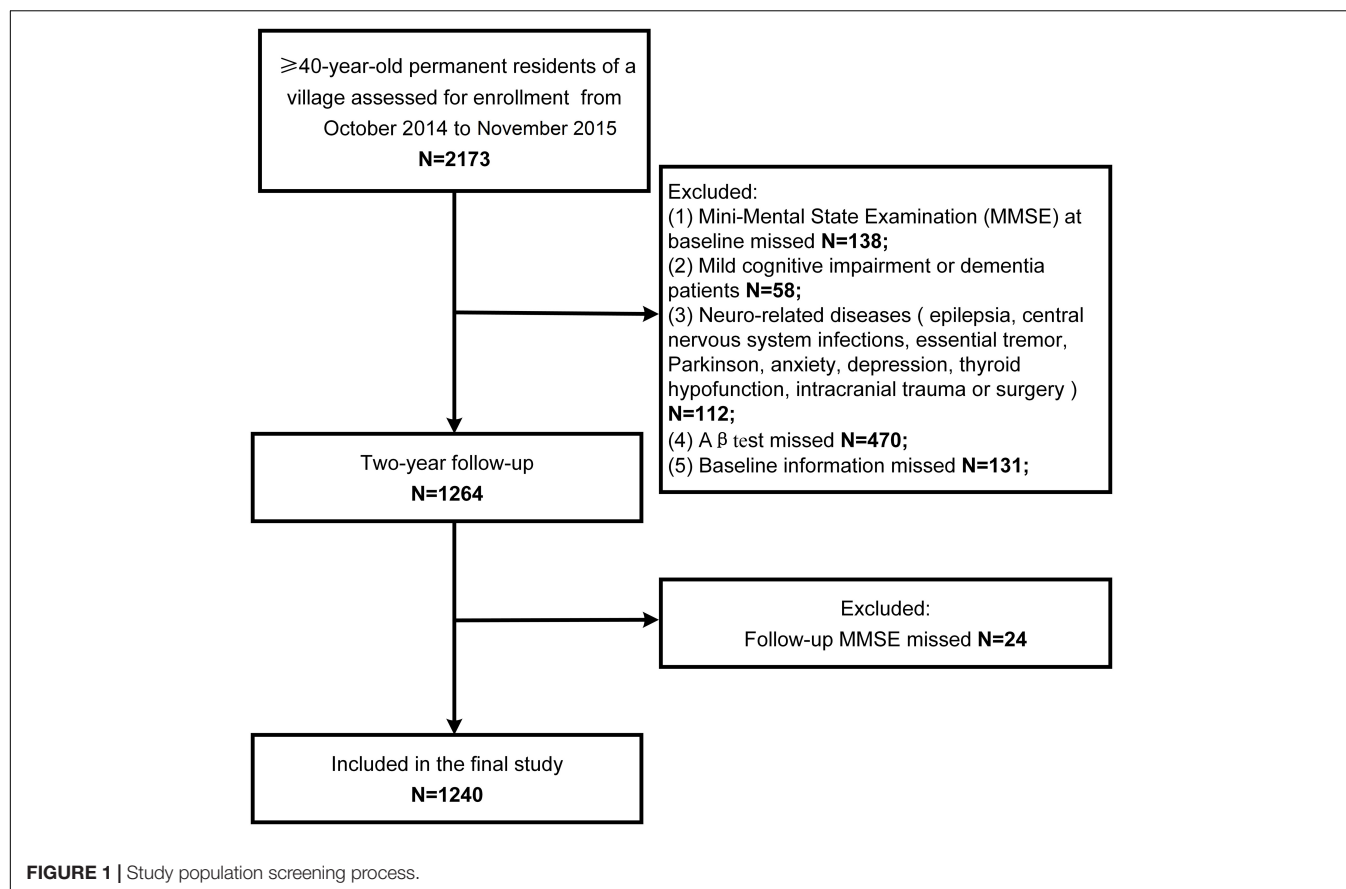 ≥40-year-old permanent residents of a
village assessed for enrollment from
October 2014 to November 2015
N=2173
Excluded:
(1) Mini-Mental State Examination (MMSE) at
baseline missed N=138;
(2) Mild cognitive impairment or dementia
patients N=58;
(3) Neuro-related diseases ( epilepsia, central
nervous system infections, essential tremor,
Parkinson, anxiety, depression, thyroid
hypofunction, intracranial trauma or surgery )
N=112;
(4) A β test missed N=470;
(5) Baseline information missed N=131;
Two-year follow-up
N=1264
Excluded:
Follow-up MMSE missed N=24
Included in the final study
N=1240
FIGURE 1 | Study population screening process.